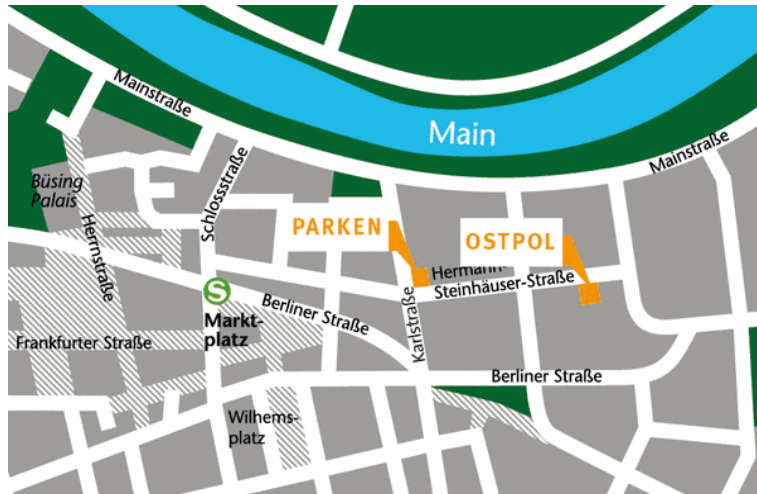 Mainstraße
Main
Mainstraße
Büsing
Palais
Schlossstraße
Herrnstraße
PARKEN
OSTPOL
Hermann-
Steinhäuser-Straße
S
Berliner Straße
Markt-
platz
Karlstraße
Frankfurter Straße
Berliner Straße
Wilhems-
platz